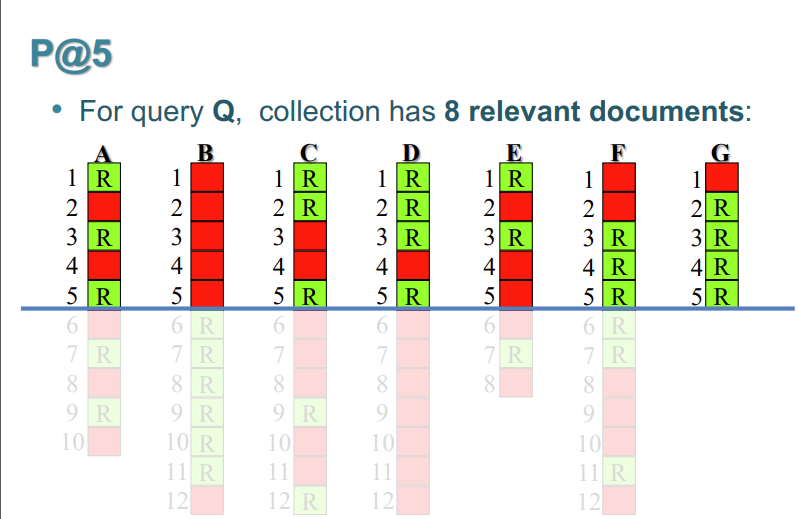 P@5
• For query Q, collection has 8 relevant documents:
A B C D E F G
1 R 1 1 R 1 R 1 R 1 1
2 2 2 R 2 R 2 2 2 R
3 R 3 3 3 R 3 R 3 R 3 R
4 4 4 4 4 4 R 4 R
5 R 5 5 R 5 R 5 5 R 5 R
6 6 R 6 6 6 6 R
7 R 7 R 7 7 7 R 7 R
8 8 R 8 8 8 8
9 R 9 R 9 R 9 9
10 10 R 10 10 10
11 R 11 11 11 R
12 12 R 12 12